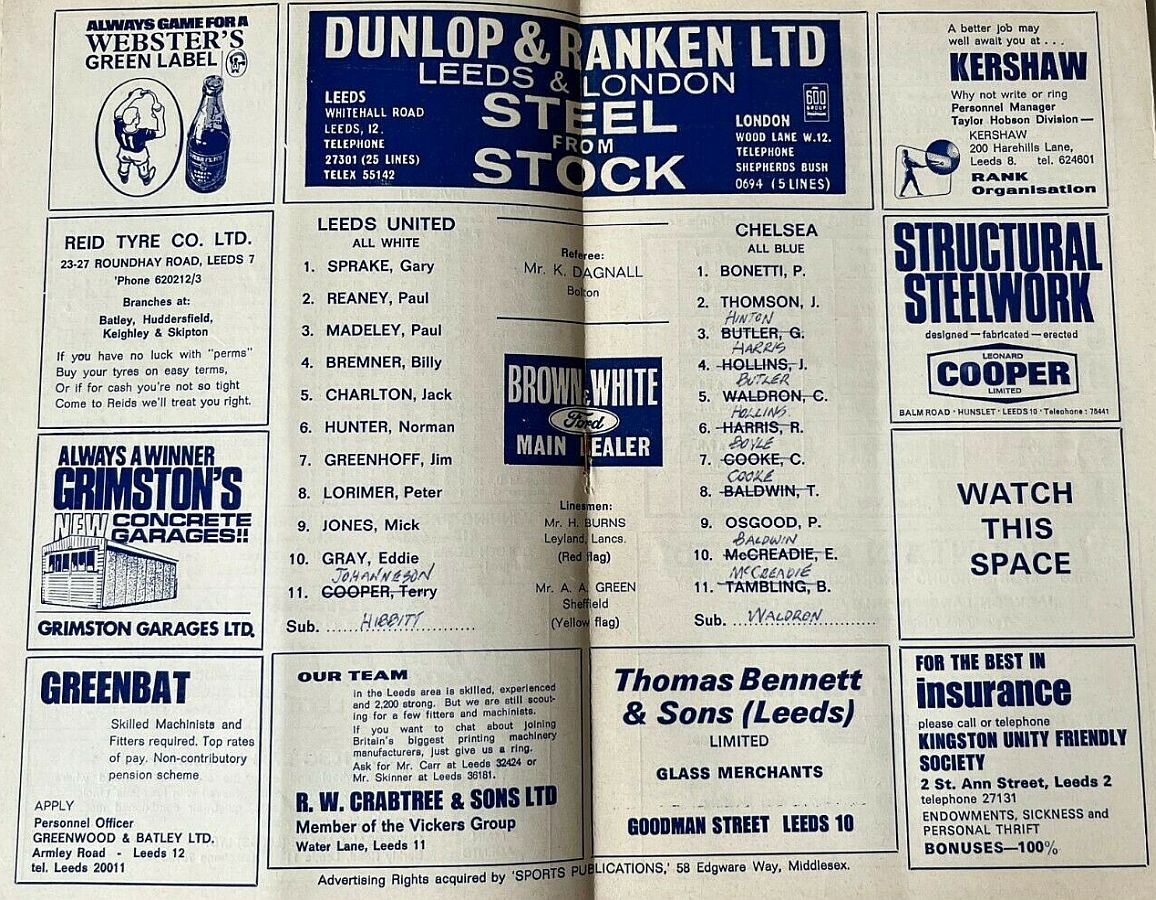 ALWAYS GAME FOR A
WEBSTER'S
GREEN LABEL
DUNLOP & RANKEN LTD
LEEDS & LONDON
STEEL
FROM
STOCK
LEEDS
WHITEHALL ROAD
LEEDS, 12.
TELEPHONE
27301 (25 LINES)
TELEX 55142
600
GROUP
LONDON
WOOD LANE W.12.
TELEPHONE
SHEPHERDS BUSH
0694 (5 LINES)
A better job may
well await you at . . .
KERSHAW
Why not write or ring
Personnel Manager
Taylor Hobson Division—
KERSHAW
200 Harehills Lane,
Leeds 8. tel. 624601
RANK
Organisation
REID TYRE CO. LTD.
23-27 ROUNDHAY ROAD, LEEDS 7
'Phone 620212/3
Branches at:
Batley, Huddersfield,
Keighley & Skipton
If you have no luck with "perms"
Buy your tyres on easy terms,
Or if for cash you're not so tight
Come to Reids we'll treat you right.
LEEDS UNITED
ALL WHITE
1. SPRAKE, Gary
2. REANEY, Paul
3. MADELEY, Paul
4. BREMNER, Billy
5. CHARLTON, Jack
6. HUNTER, Norman
7. GREENHOFF, Jim
8. LORIMER, Peter
9. JONES, Mick
10. GRAY, Eddie
JOHANNESON
11. COOPER, Terry
Sub. HIBBITT
Referee:
Mr. K. DAGNALL
Bolton
BROWN & WHITE
Ford
MAIN DEALER
Linesmen:
Mr. H. BURNS
Leyland, Lancs.
(Red flag)
Mr. A. A. GREEN
Sheffield
(Yellow flag)
CHELSEA
ALL BLUE
1. BONETTI, P.
2. THOMSON, J.
HINTON
3. BUTLER, G.
HARRIS
4. HOLLINS, J.
BUTLER
5. WALDRON, C.
HOLLINS
6. HARRIS, R.
BOYLE
7. COOKE, C.
COOKE
8. BALDWIN, T.
9. OSGOOD, P.
BALDWIN
10. McCREADIE, E.
McCREADIE
11. TAMBLING, B.
Sub. WALDRON
STRUCTURAL
STEELWORK
designed—fabricated—erected
LEONARD
COOPER
LIMITED
BALM ROAD · HUNSLET · LEEDS 10 · Telephone: 75441
ALWAYS A WINNER
GRIMSTON'S
NEW CONCRETE
GARAGES!!
GRIMSTON GARAGES LTD.
WATCH
THIS
SPACE
GREENBAT
Skilled Machinists and
Fitters required. Top rates
of pay. Non-contributory
pension scheme
APPLY
Personnel Officer
GREENWOOD & BATLEY LTD.
Armley Road - Leeds 12
tel. Leeds 20011
OUR TEAM
in the Leeds area is skilled, experienced
and 2,200 strong. But we are still scout-
ing for a few fitters and machinists.
If you want to chat about joining
Britain's biggest printing machinery
manufacturers, just give us a ring.
Ask for Mr. Carr at Leeds 32424 or
Mr. Skinner at Leeds 36181.
R. W. CRABTREE & SONS LTD
Member of the Vickers Group
Water Lane, Leeds 11
Thomas Bennett
& Sons (Leeds)
LIMITED
GLASS MERCHANTS
GOODMAN STREET LEEDS 10
FOR THE BEST IN
insurance
please call or telephone
KINGSTON UNITY FRIENDLY
SOCIETY
2 St. Ann Street, Leeds 2
telephone 27131
ENDOWMENTS, SICKNESS and
PERSONAL THRIFT
BONUSES—100%
Advertising Rights acquired by 'SPORTS PUBLICATIONS,' 58 Edgware Way, Middlesex.